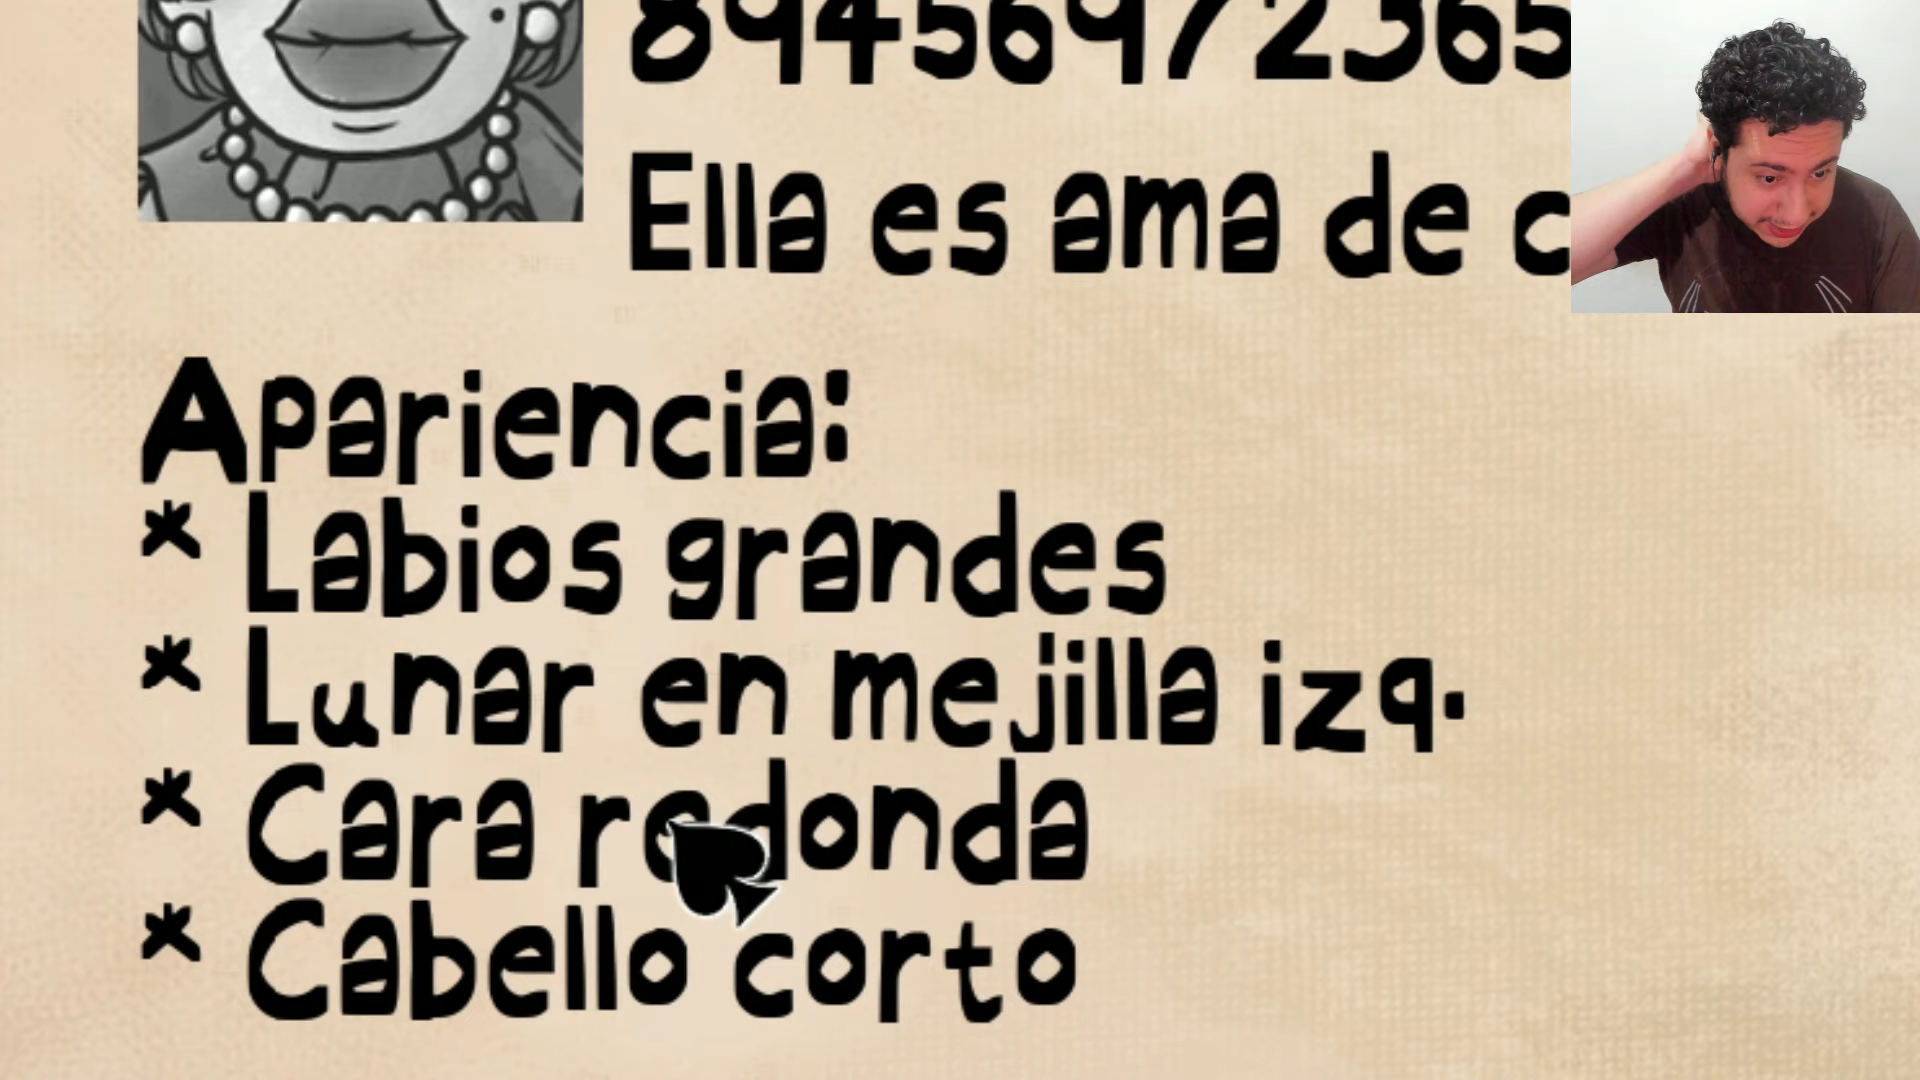 89456972365
Ella es ama de c
Apariencia:
* Labios grandes
* Lunar en mejilla izq.
* Cara redonda
* Cabello corto